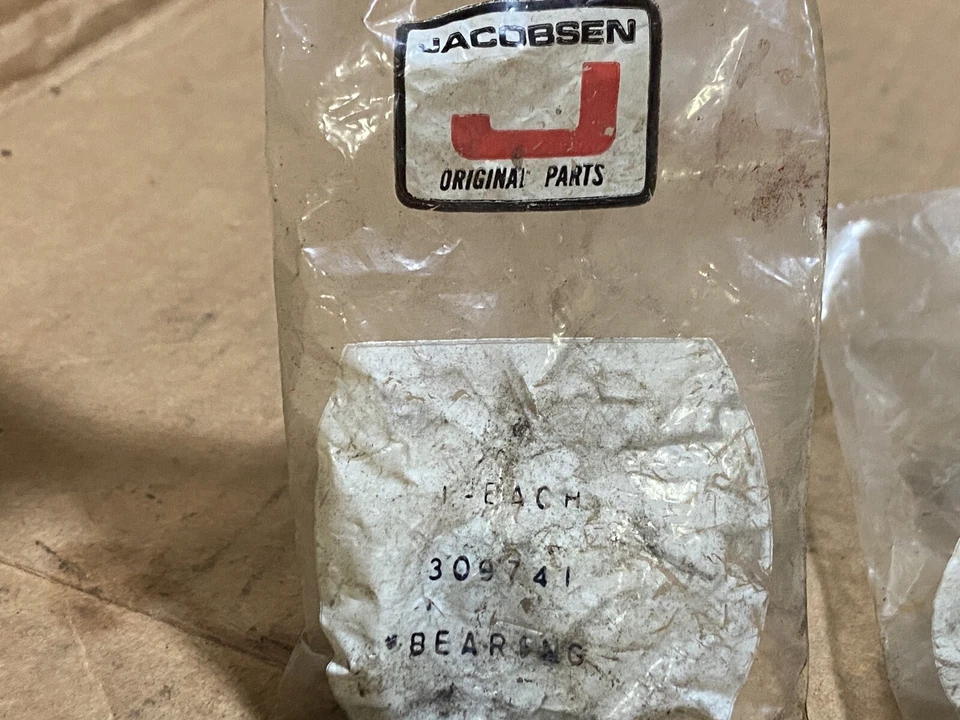 JACOBSEN
J
ORIGINAL PARTS
1-EACH
309741
*BEARING